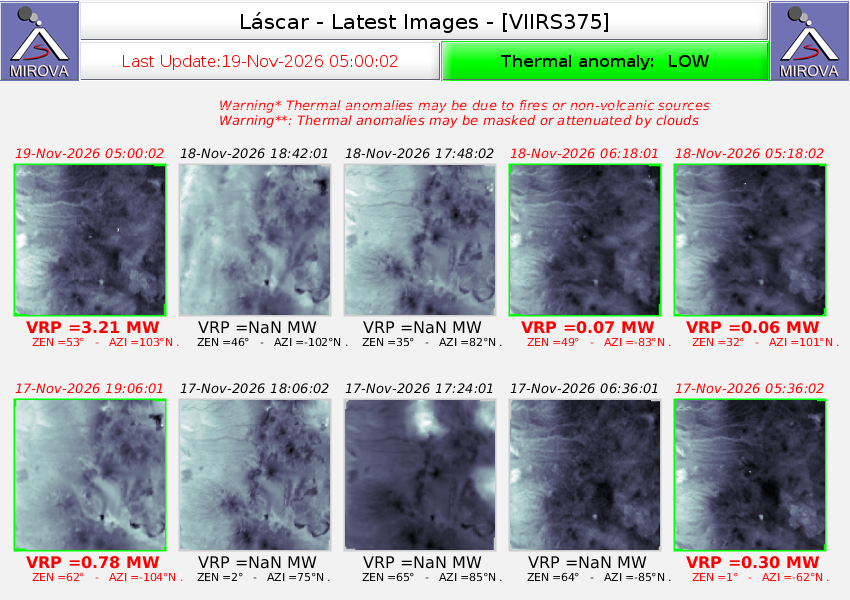 Láscar - Latest Images - [VIIRS375]
MIROVA
Last Update:19-Nov-2026 05:00:02
Thermal anomaly: LOW
MIROVA
Warning* Thermal anomalies may be due to fires or non-volcanic sources
Warning**: Thermal anomalies may be masked or attenuated by clouds
19-Nov-2026 05:00:02 18-Nov-2026 18:42:01 18-Nov-2026 17:48:02 18-Nov-2026 06:18:01 18-Nov-2026 05:18:02
VRP =3.21 MW VRP =NaN MW VRP =NaN MW VRP =0.07 MW VRP =0.06 MW
ZEN =53° - AZI =103°N . ZEN =46° - AZI =-102°N . ZEN =35° - AZI =82°N . ZEN =49° - AZI =-83°N . ZEN =32° - AZI =101°N .
17-Nov-2026 19:06:01 17-Nov-2026 18:06:02 17-Nov-2026 17:24:01 17-Nov-2026 06:36:01 17-Nov-2026 05:36:02
VRP =0.78 MW VRP =NaN MW VRP =NaN MW VRP =NaN MW VRP =0.30 MW
ZEN =62° - AZI =-104°N . ZEN =2° - AZI =75°N . ZEN =65° - AZI =85°N . ZEN =64° - AZI =-85°N . ZEN =1° - AZI =-62°N .